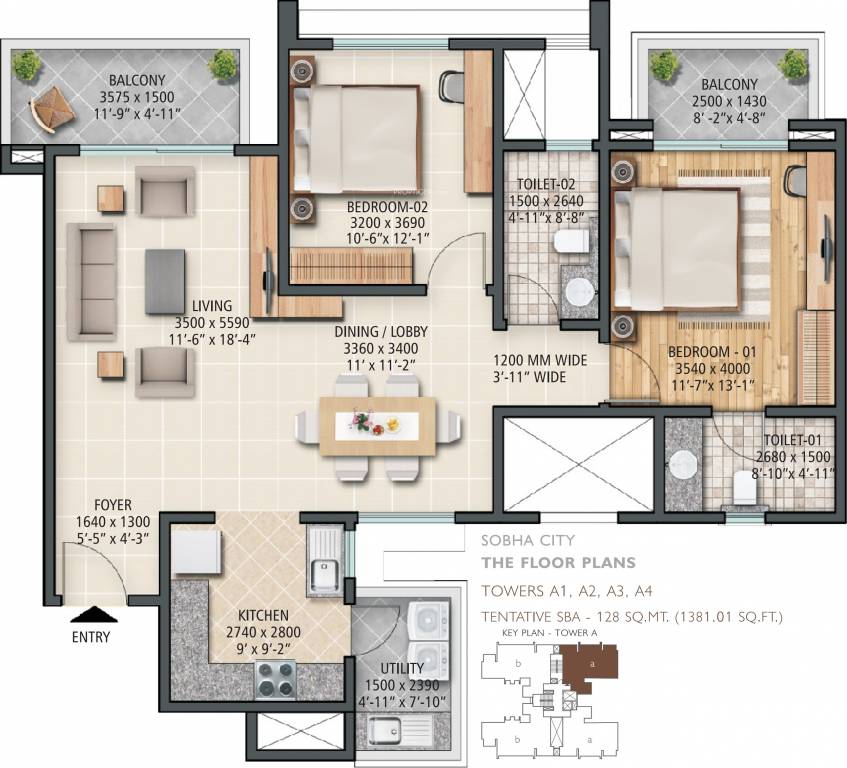 BALCONY
3575 x 1500
11'-9" x 4'-11"
BALCONY
2500 x 1430
8' -2"x 4'-8"
BEDROOM-02
3200 x 3690
10'-6"x 12'-1"
TOILET-02
1500 x 2640
4'-11"x 8'-8"
LIVING
3500 x 5590
11'-6" x 18'-4"
DINING / LOBBY
3360 x 3400
11' x 11'-2"
1200 MM WIDE
3'-11" WIDE
BEDROOM - 01
3540 x 4000
11'-7"x 13'-1"
TOILET-01
2680 x 1500
8'-10"x 4'-11"
FOYER
1640 x 1300
5'-5" x 4'-3"
ENTRY
KITCHEN
2740 x 2800
9' x 9'-2"
UTILITY
1500 x 2390
4'-11" x 7'-10"
SOBHA CITY
THE FLOOR PLANS
TOWERS A1, A2, A3, A4
TENTATIVE SBA - 128 SQ.MT. (1381.01 SQ.FT.)
KEY PLAN - TOWER A
b
a
b
a